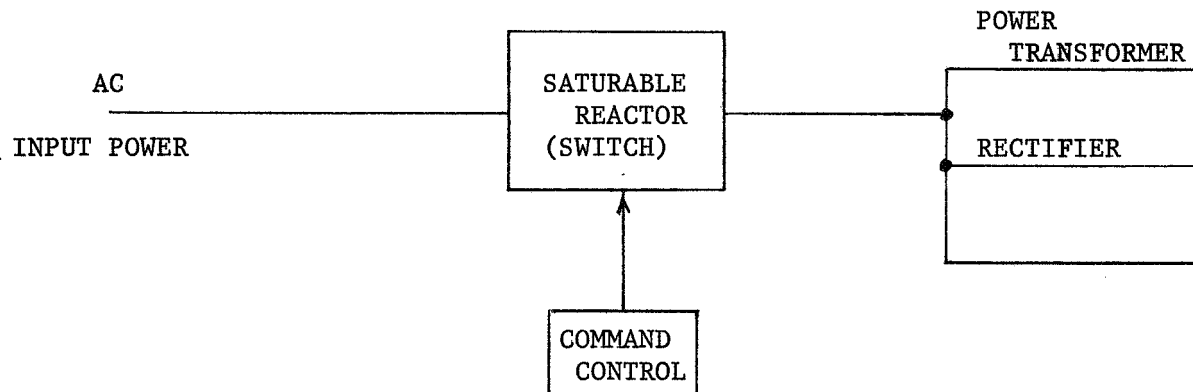 POWER
TRANSFORMER
AC
INPUT POWER
SATURABLE
REACTOR
(SWITCH)
RECTIFIER
COMMAND
CONTROL